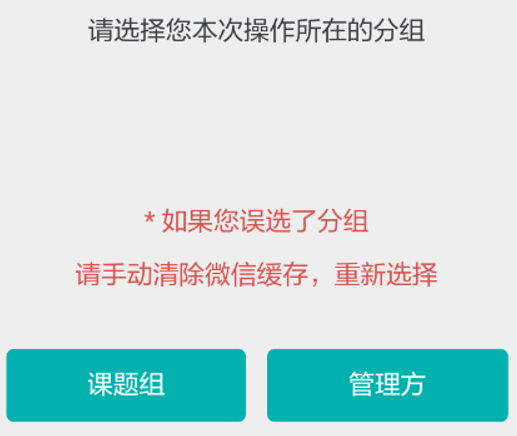 请选择您本次操作所在的分组
* 如果您误选了分组
请手动清除微信缓存，重新选择
课题组
管理方